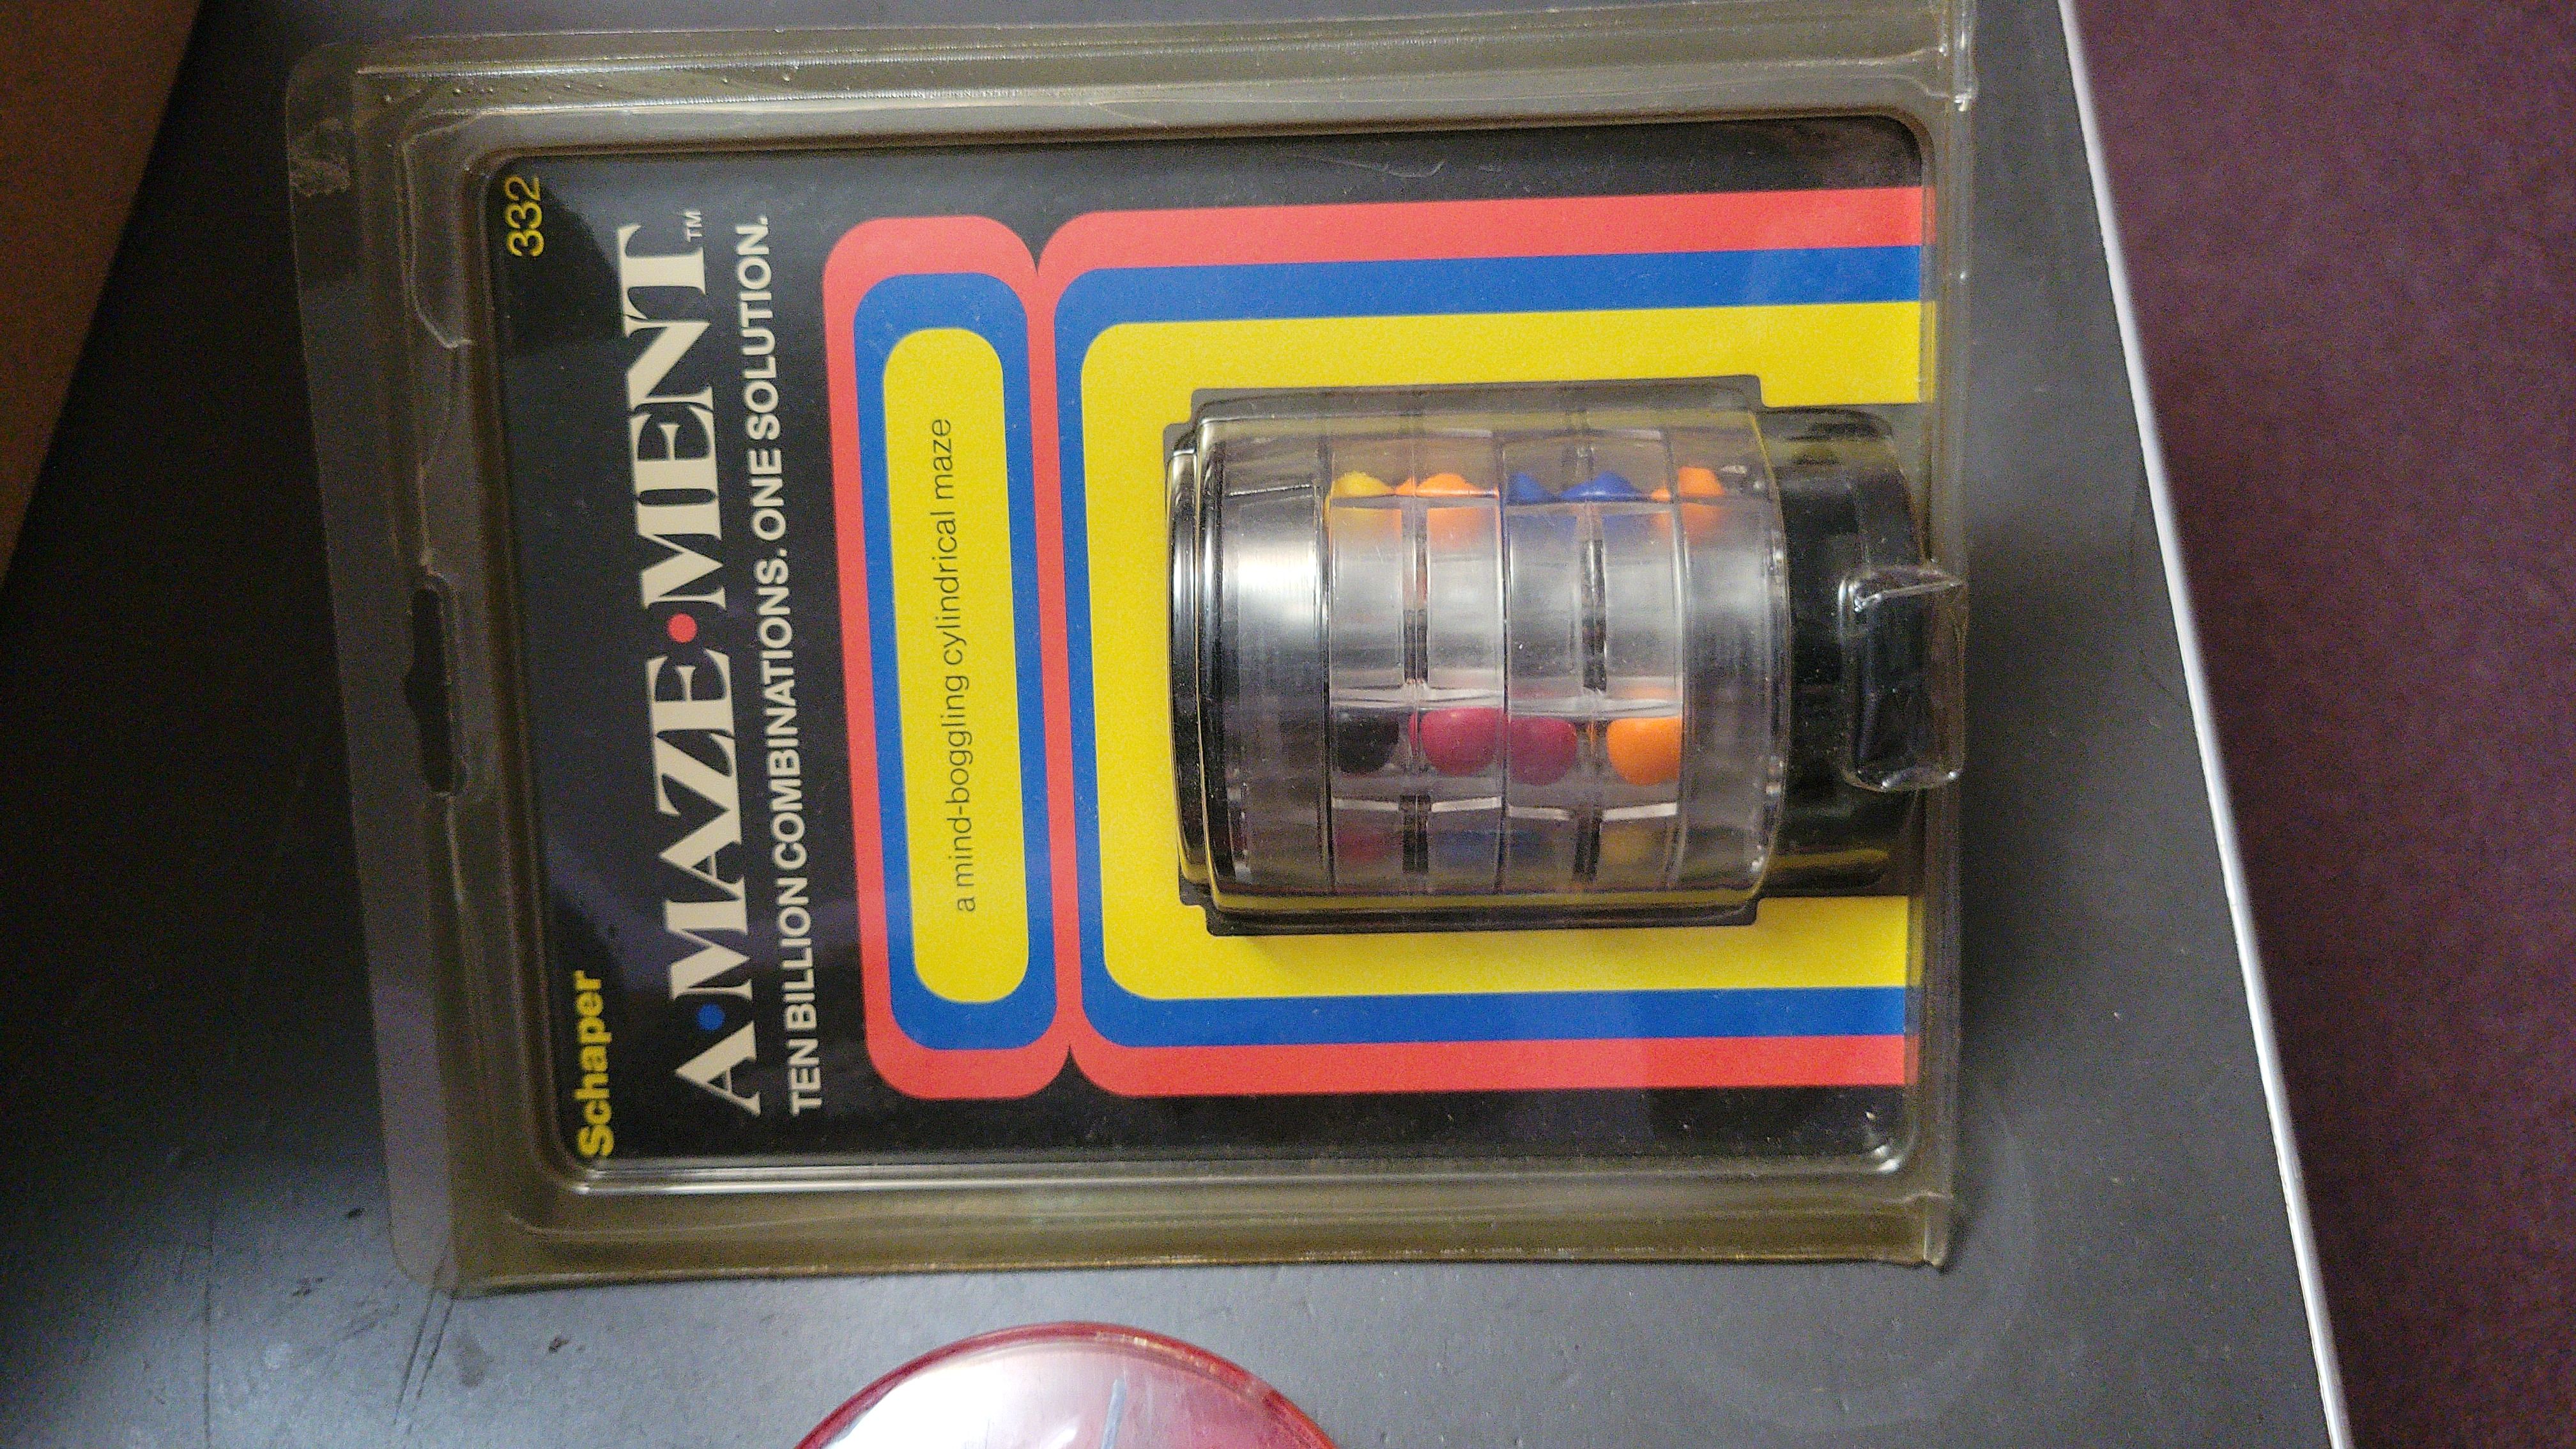 Schaper 332
A•MAZE•MENT™
TEN BILLION COMBINATIONS. ONE SOLUTION.
a mind-boggling cylindrical maze